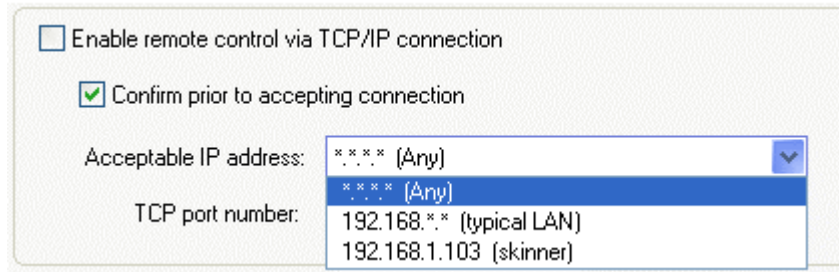 Enable remote control via TCP/IP connection
Confirm prior to accepting connection
Acceptable IP address: *.*.*.* (Any)
*.*.*.* (Any)
TCP port number: 192.168.*.* (typical LAN)
192.168.1.103 (skinner)